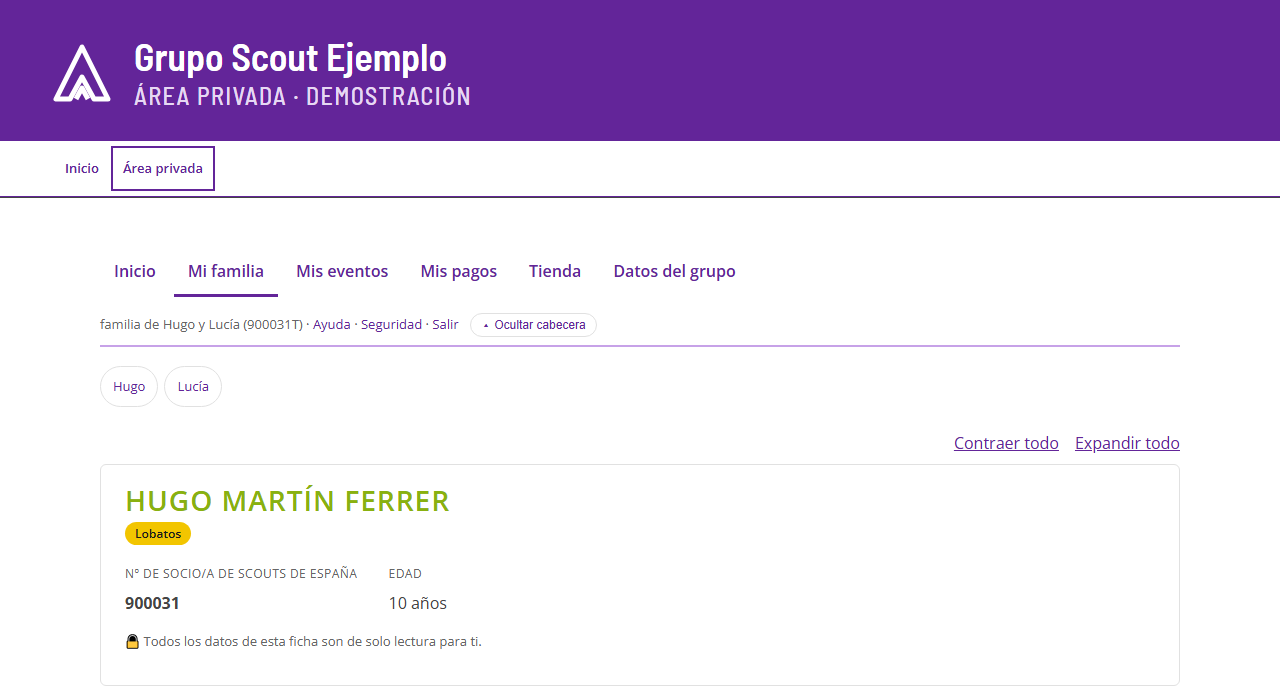 Grupo Scout Ejemplo
ÁREA PRIVADA · DEMOSTRACIÓN
Inicio Área privada
Inicio Mi familia Mis eventos Mis pagos Tienda Datos del grupo
familia de Hugo y Lucía (900031T) · Ayuda · Seguridad · Salir ▲ Ocultar cabecera
Hugo Lucía
Contraer todo Expandir todo
HUGO MARTÍN FERRER
Lobatos
Nº DE SOCIO/A DE SCOUTS DE ESPAÑA EDAD
900031 10 años
🔒 Todos los datos de esta ficha son de solo lectura para ti.